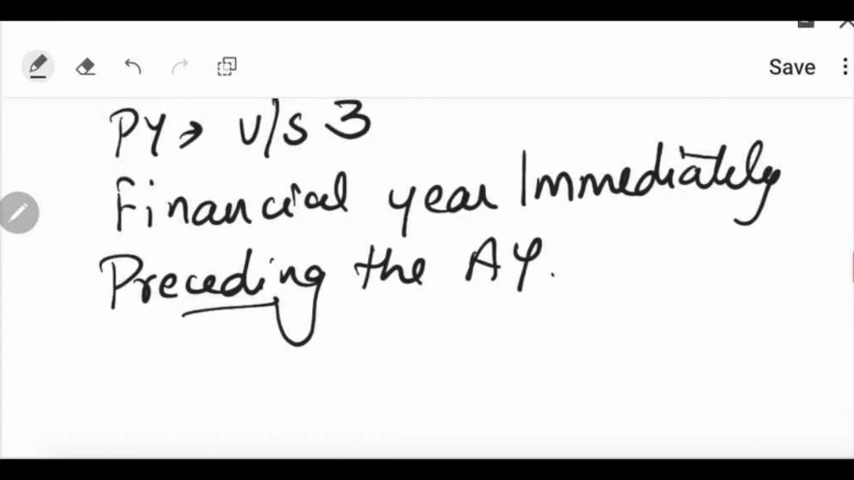 Save
PY → u/s 3
Financial year Immediately
Preceding the AY.